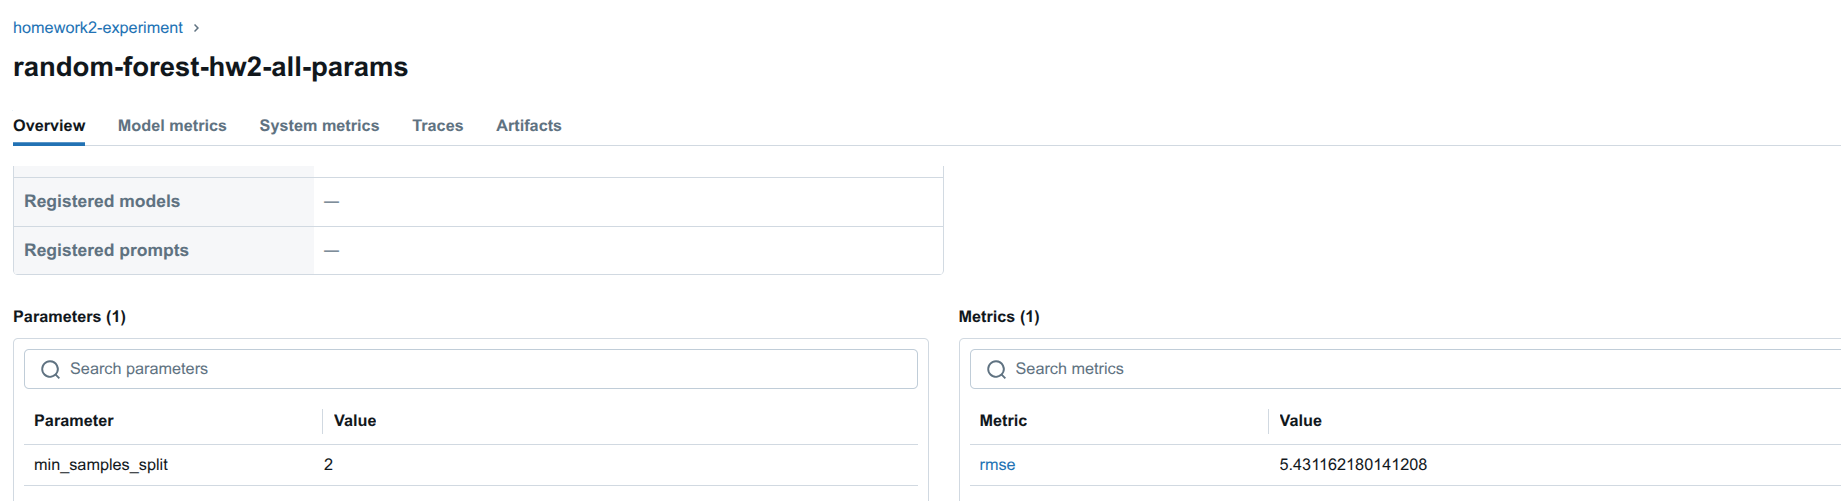 homework2-experiment >
random-forest-hw2-all-params
Overview Model metrics System metrics Traces Artifacts
Registered models —
Registered prompts —
Parameters (1) Metrics (1)
Search parameters Search metrics
Parameter Value Metric Value
min_samples_split 2 rmse 5.431162180141208